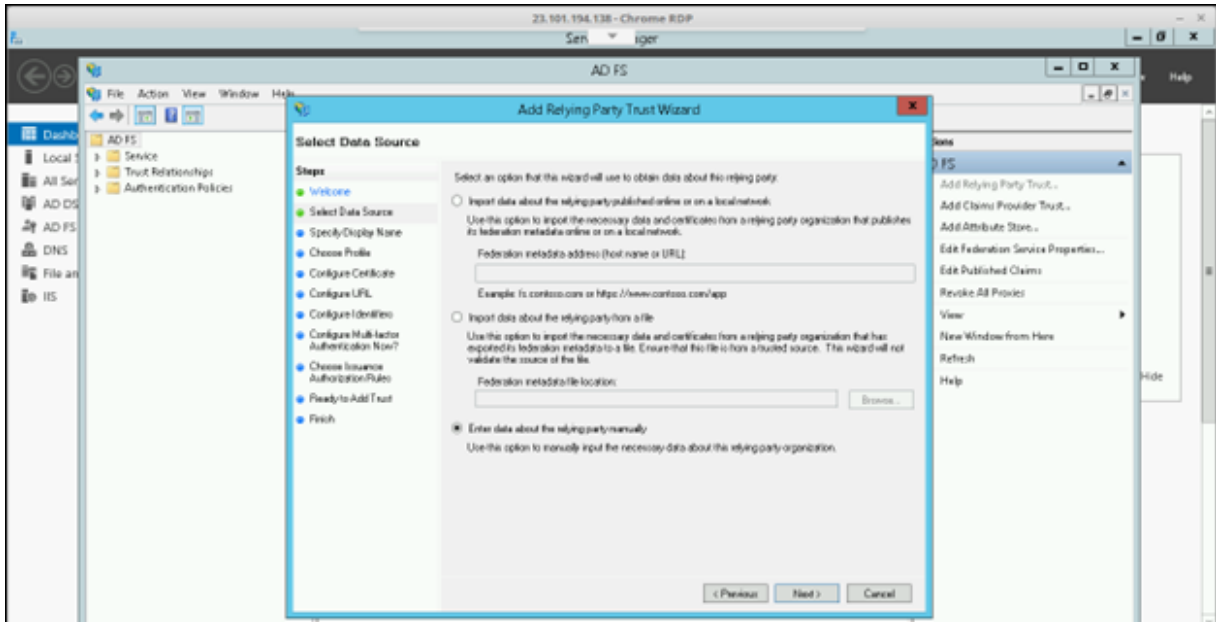 23.101.194.138 - Chrome RDP
AD FS
File Action View Window Help
Help
Dashb
Local S
All Ser
AD DS
AD FS
DNS
File an
IIS
AD FS
Service
Trust Relationships
Authentication Policies
Add Relying Party Trust Wizard
Select Data Source
Steps
Welcome
Select Data Source
Specify Display Name
Choose Profile
Configure Certificate
Configure URL
Configure Identifiers
Configure Multi-factor
Authentication Now?
Choose Issuance
Authorization Rules
Ready to Add Trust
Finish
Select an option that this wizard will use to obtain data about this relying party:
Import data about the relying party published online or on a local network
Use this option to import the necessary data and certificates from a relying party organization that publishes
its federation metadata online or on a local network.
Federation metadata address (host name or URL):
Example: fs.contoso.com or https://www.contoso.com/app
Import data about the relying party from a file
Use this option to import the necessary data and certificates from a relying party organization that has
exported its federation metadata to a file. Ensure that this file is from a trusted source. This wizard will not
validate the source of the file.
Federation metadata file location:
Browse...
Enter data about the relying party manually
Use this option to manually input the necessary data about this relying party organization.
< Previous
Next >
Cancel
ions
D FS
Add Relying Party Trust...
Add Claims Provider Trust...
Add Attribute Store...
Edit Federation Service Properties...
Edit Published Claims
Revoke All Proxies
View
New Window from Here
Refresh
Help
Hide